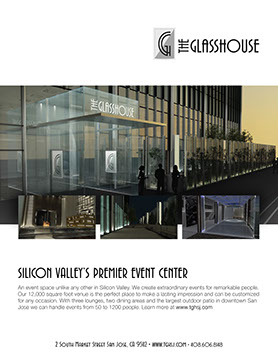 THE GLASSHOUSE
THE GLASSHOUSE
SILICON VALLEY'S PREMIER EVENT CENTER
An event space unlike any other in Silicon Valley. We create extraordinary events for remarkable people.
Our 12,000 square foot venue is the perfect place to make a lasting impression and can be customized
for any occasion. With three lounges, two dining areas and the largest outdoor patio in downtown San
Jose we can handle events from 50 to 1200 people. Learn more at www.tghsj.com
2 South Market Street San Jose, CA 95112 • www.tghsj.com • 408.606.8148